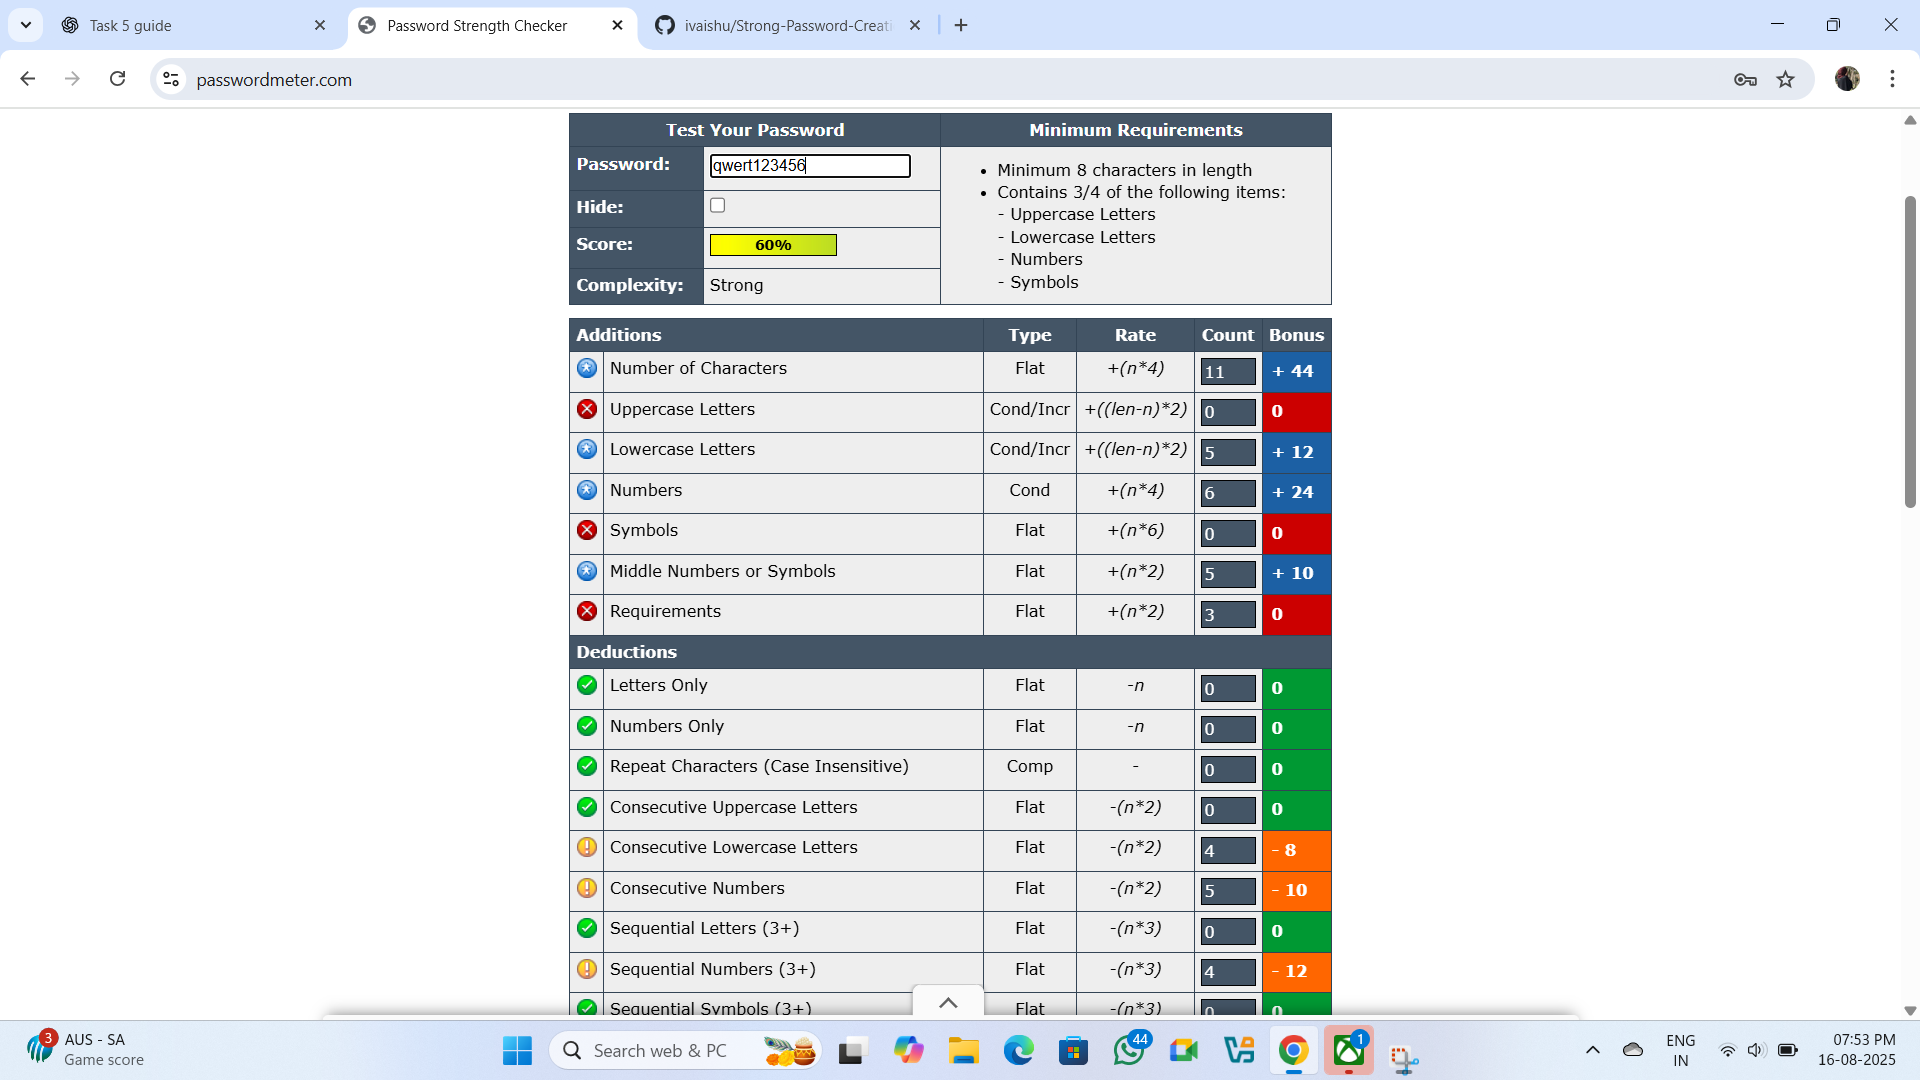 Task 5 guide
Password Strength Checker
ivaishu/Strong-Password-Creati
passwordmeter.com
Test Your Password
Minimum Requirements
Password:
qwert123456
Hide:
Score:
60%
Complexity:
Strong
• Minimum 8 characters in length
• Contains 3/4 of the following items:
- Uppercase Letters
- Lowercase Letters
- Numbers
- Symbols
Additions Type Rate Count Bonus
Number of Characters Flat +(n*4) 11 + 44
Uppercase Letters Cond/Incr +((len-n)*2) 0 0
Lowercase Letters Cond/Incr +((len-n)*2) 5 + 12
Numbers Cond +(n*4) 6 + 24
Symbols Flat +(n*6) 0 0
Middle Numbers or Symbols Flat +(n*2) 5 + 10
Requirements Flat +(n*2) 3 0
Deductions
Letters Only Flat -n 0 0
Numbers Only Flat -n 0 0
Repeat Characters (Case Insensitive) Comp - 0 0
Consecutive Uppercase Letters Flat -(n*2) 0 0
Consecutive Lowercase Letters Flat -(n*2) 4 - 8
Consecutive Numbers Flat -(n*2) 5 - 10
Sequential Letters (3+) Flat -(n*3) 0 0
Sequential Numbers (3+) Flat -(n*3) 4 - 12
Sequential Symbols (3+) Flat -(n*3) 0 0
3
AUS - SA
Game score
Search web & PC
44
1
ENG
IN
07:53 PM
16-08-2025